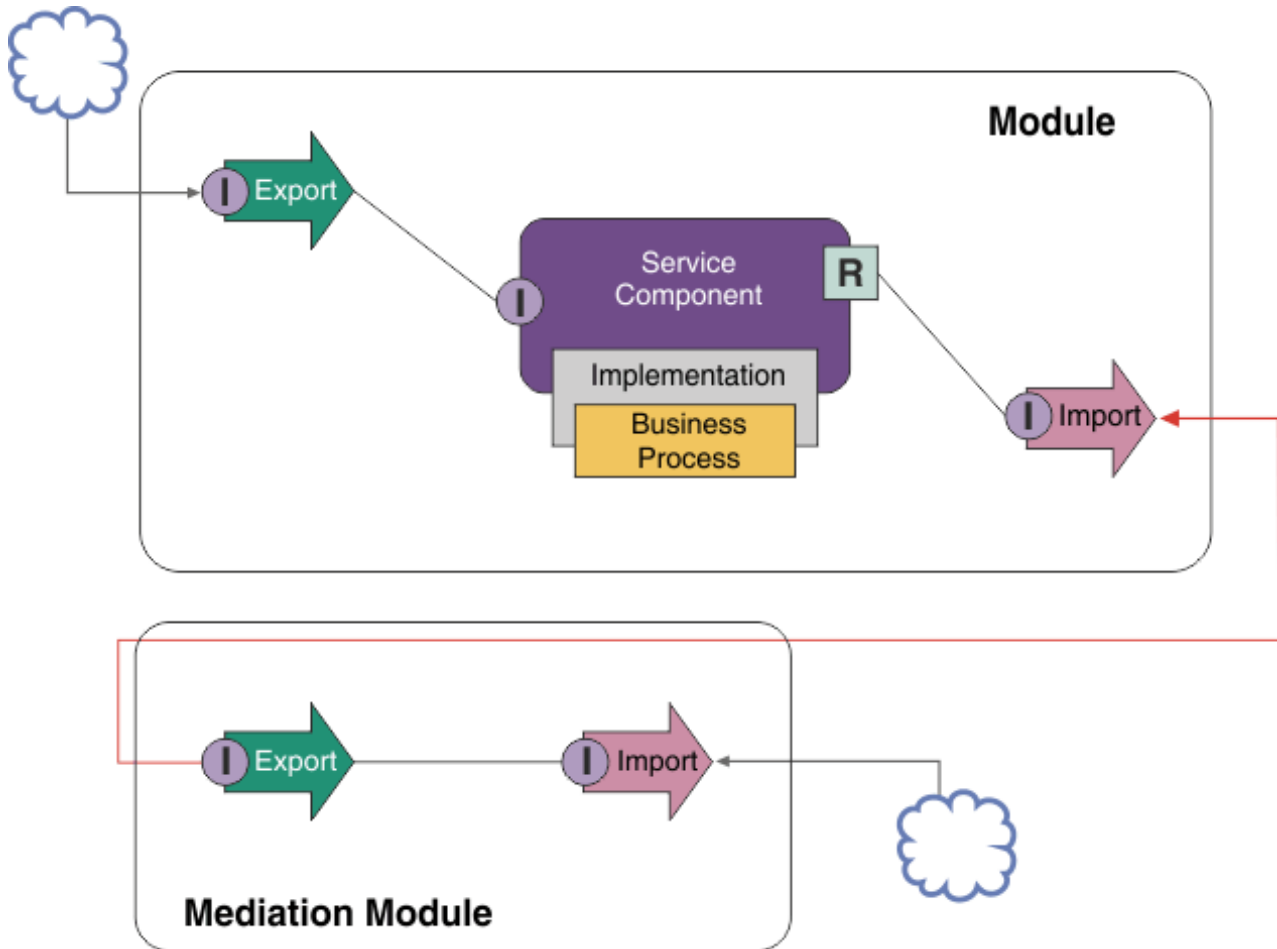 Module
I Export
Service
Component
R
I
Implementation
Business
Process
I Import
I Export
I Import
Mediation Module